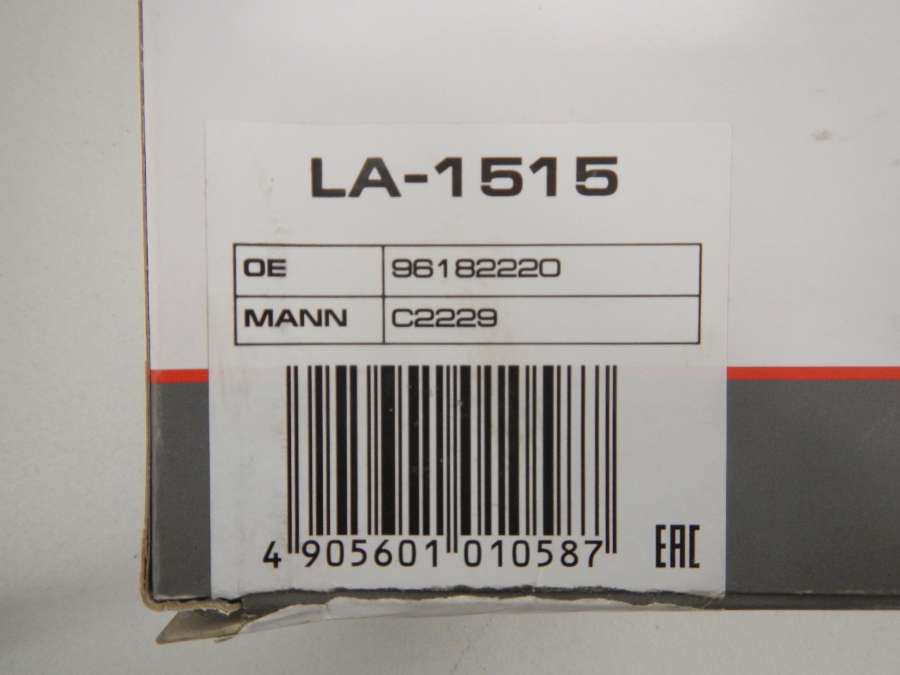 LA-1515
OE 96182220
MANN C2229
4 905601 010587
EAC